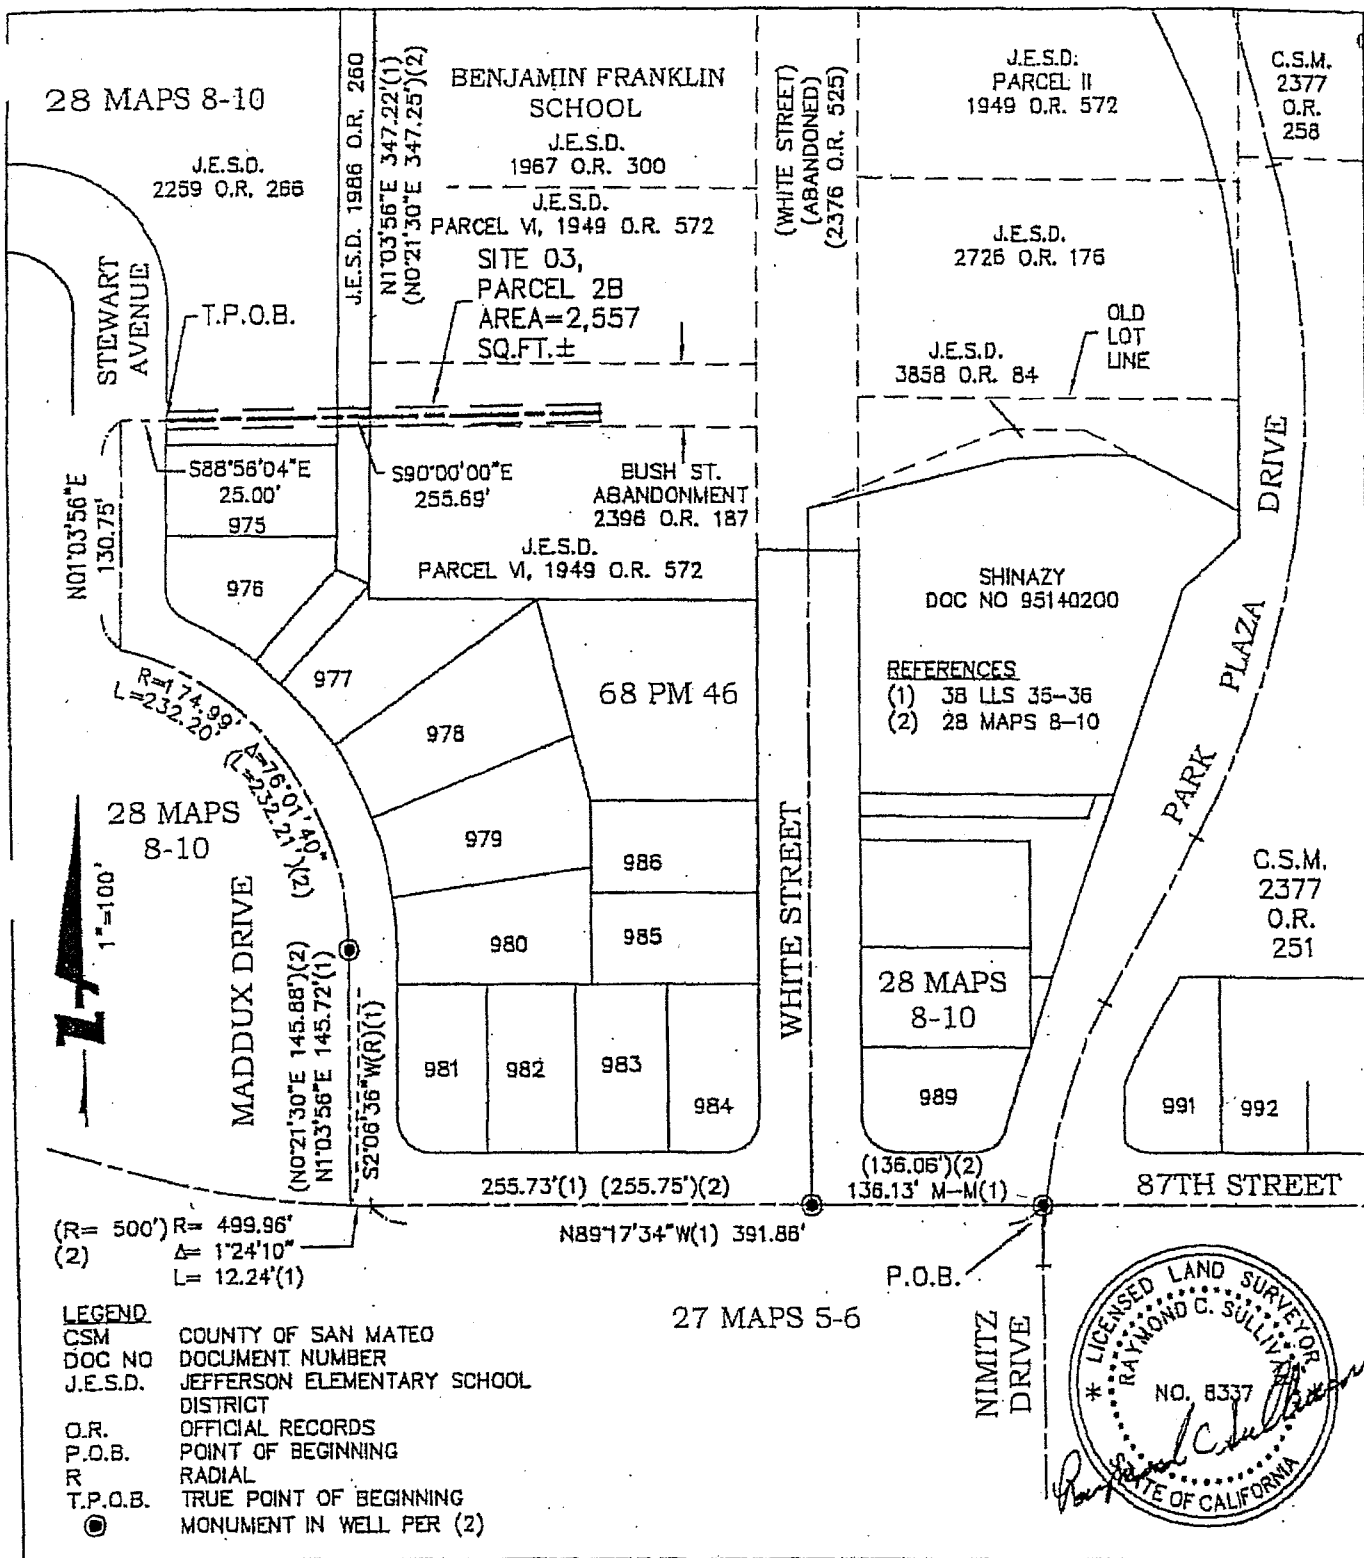 28 MAPS 8-10
J.E.S.D.
2259 O.R. 266
J.E.S.D. 1986 O.R. 260
N1°03'56"E 347.22'(1)
(N0°21'30"E 347.25')(2)
BENJAMIN FRANKLIN
SCHOOL
J.E.S.D.
1967 O.R. 300
J.E.S.D.
PARCEL VI, 1949 O.R. 572
SITE 03,
PARCEL 2B
AREA=2,557
SQ.FT.±
(WHITE STREET)
(ABANDONED)
(2376 O.R. 525)
J.E.S.D.
PARCEL II
1949 O.R. 572
C.S.M.
2377
O.R.
258
J.E.S.D.
2726 O.R. 176
OLD
LOT
LINE
J.E.S.D.
3858 O.R. 84
STEWART
AVENUE
T.P.O.B.
S88°56'04"E
25.00'
975
S90°00'00"E
255.69'
BUSH ST.
ABANDONMENT
2396 O.R. 187
J.E.S.D.
PARCEL VI, 1949 O.R. 572
N01°03'56"E
130.75'
976
977
978
979
980
981
982
983
984
985
986
68 PM 46
SHINAZY
DOC NO 95140200
REFERENCES
(1) 38 LLS 35-36
(2) 28 MAPS 8-10
PARK PLAZA DRIVE
R=174.99'
L=232.20'
Δ=76°01'40"
(L=232.21')(2)
28 MAPS
8-10
1"=100'
MADDUX DRIVE
(N0°21'30"E 145.88')(2)
N1°03'56"E 145.72'(1)
S2°06'36"W(R)(1)
WHITE STREET
28 MAPS
8-10
989
C.S.M.
2377
O.R.
251
991
992
255.73'(1) (255.75')(2)
(136.06')(2)
136.13' M-M(1)
87TH STREET
N89°17'34"W(1) 391.86'
(R= 500')
(2)
R= 499.96'
Δ= 1°24'10"
L= 12.24'(1)
P.O.B.
27 MAPS 5-6
NIMITZ
DRIVE
LEGEND
CSM COUNTY OF SAN MATEO
DOC NO DOCUMENT NUMBER
J.E.S.D. JEFFERSON ELEMENTARY SCHOOL
DISTRICT
O.R. OFFICIAL RECORDS
P.O.B. POINT OF BEGINNING
R RADIAL
T.P.O.B. TRUE POINT OF BEGINNING
MONUMENT IN WELL PER (2)
* LICENSED LAND SURVEYOR *
RAYMOND C. SULLIVAN
NO. 8337
STATE OF CALIFORNIA
Raymond C Sullivan